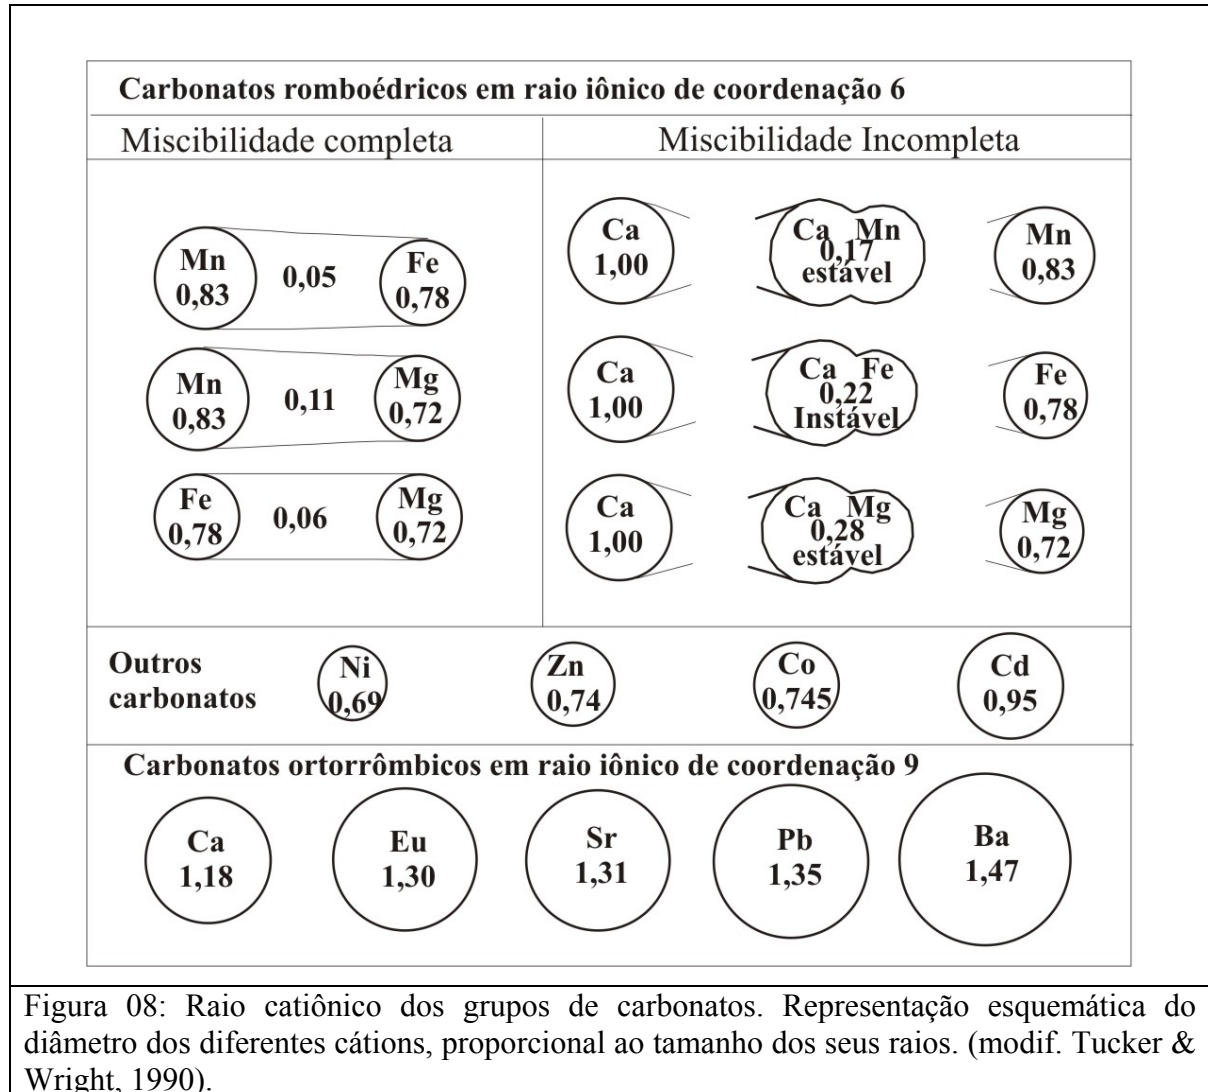 Carbonatos romboédricos em raio iônico de coordenação 6
Miscibilidade completa
Miscibilidade Incompleta
Mn
0,83
0,05
Fe
0,78
Mn
0,83
0,11
Mg
0,72
Fe
0,78
0,06
Mg
0,72
Ca
1,00
Ca Mn
0,17
estável
Mn
0,83
Ca
1,00
Ca Fe
0,22
Instável
Fe
0,78
Ca
1,00
Ca Mg
0,28
estável
Mg
0,72
Outros
carbonatos
Ni
0,69
Zn
0,74
Co
0,745
Cd
0,95
Carbonatos ortorrômbicos em raio iônico de coordenação 9
Ca
1,18
Eu
1,30
Sr
1,31
Pb
1,35
Ba
1,47
Figura 08: Raio catiônico dos grupos de carbonatos. Representação esquemática do
diâmetro dos diferentes cátions, proporcional ao tamanho dos seus raios. (modif. Tucker &
Wright, 1990).